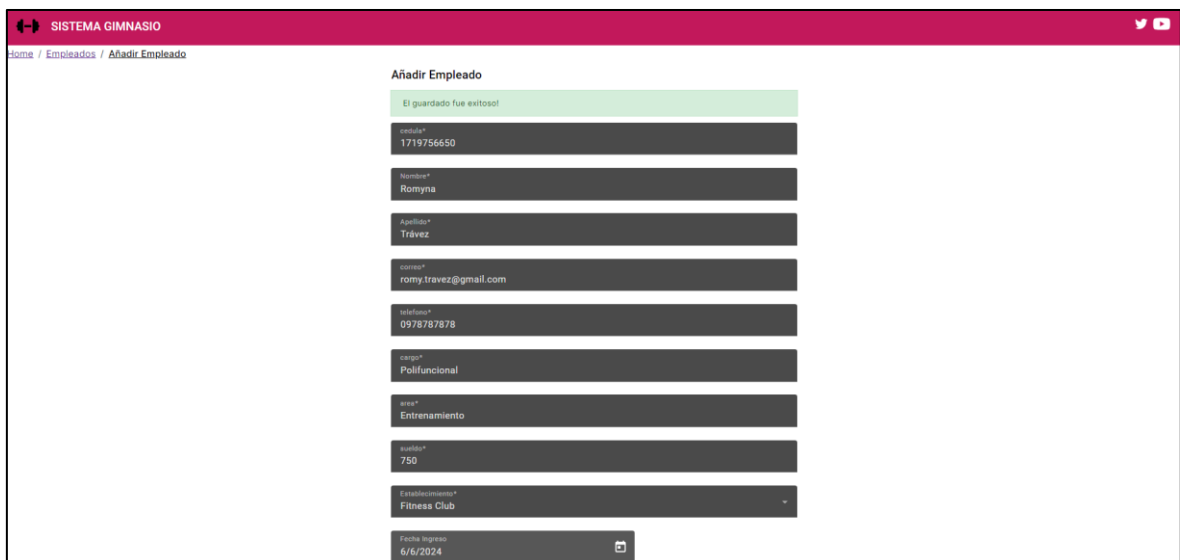 SISTEMA GIMNASIO
Home / Empleados / Añadir Empleado
Añadir Empleado
El guardado fue exitoso!
cedula*
1719756650
Nombre*
Romyna
Apellido*
Trávez
correo*
romy.travez@gmail.com
telefono*
0978787878
cargo*
Polifuncional
area*
Entrenamiento
sueldo*
750
Establecimiento*
Fitness Club
Fecha Ingreso
6/6/2024